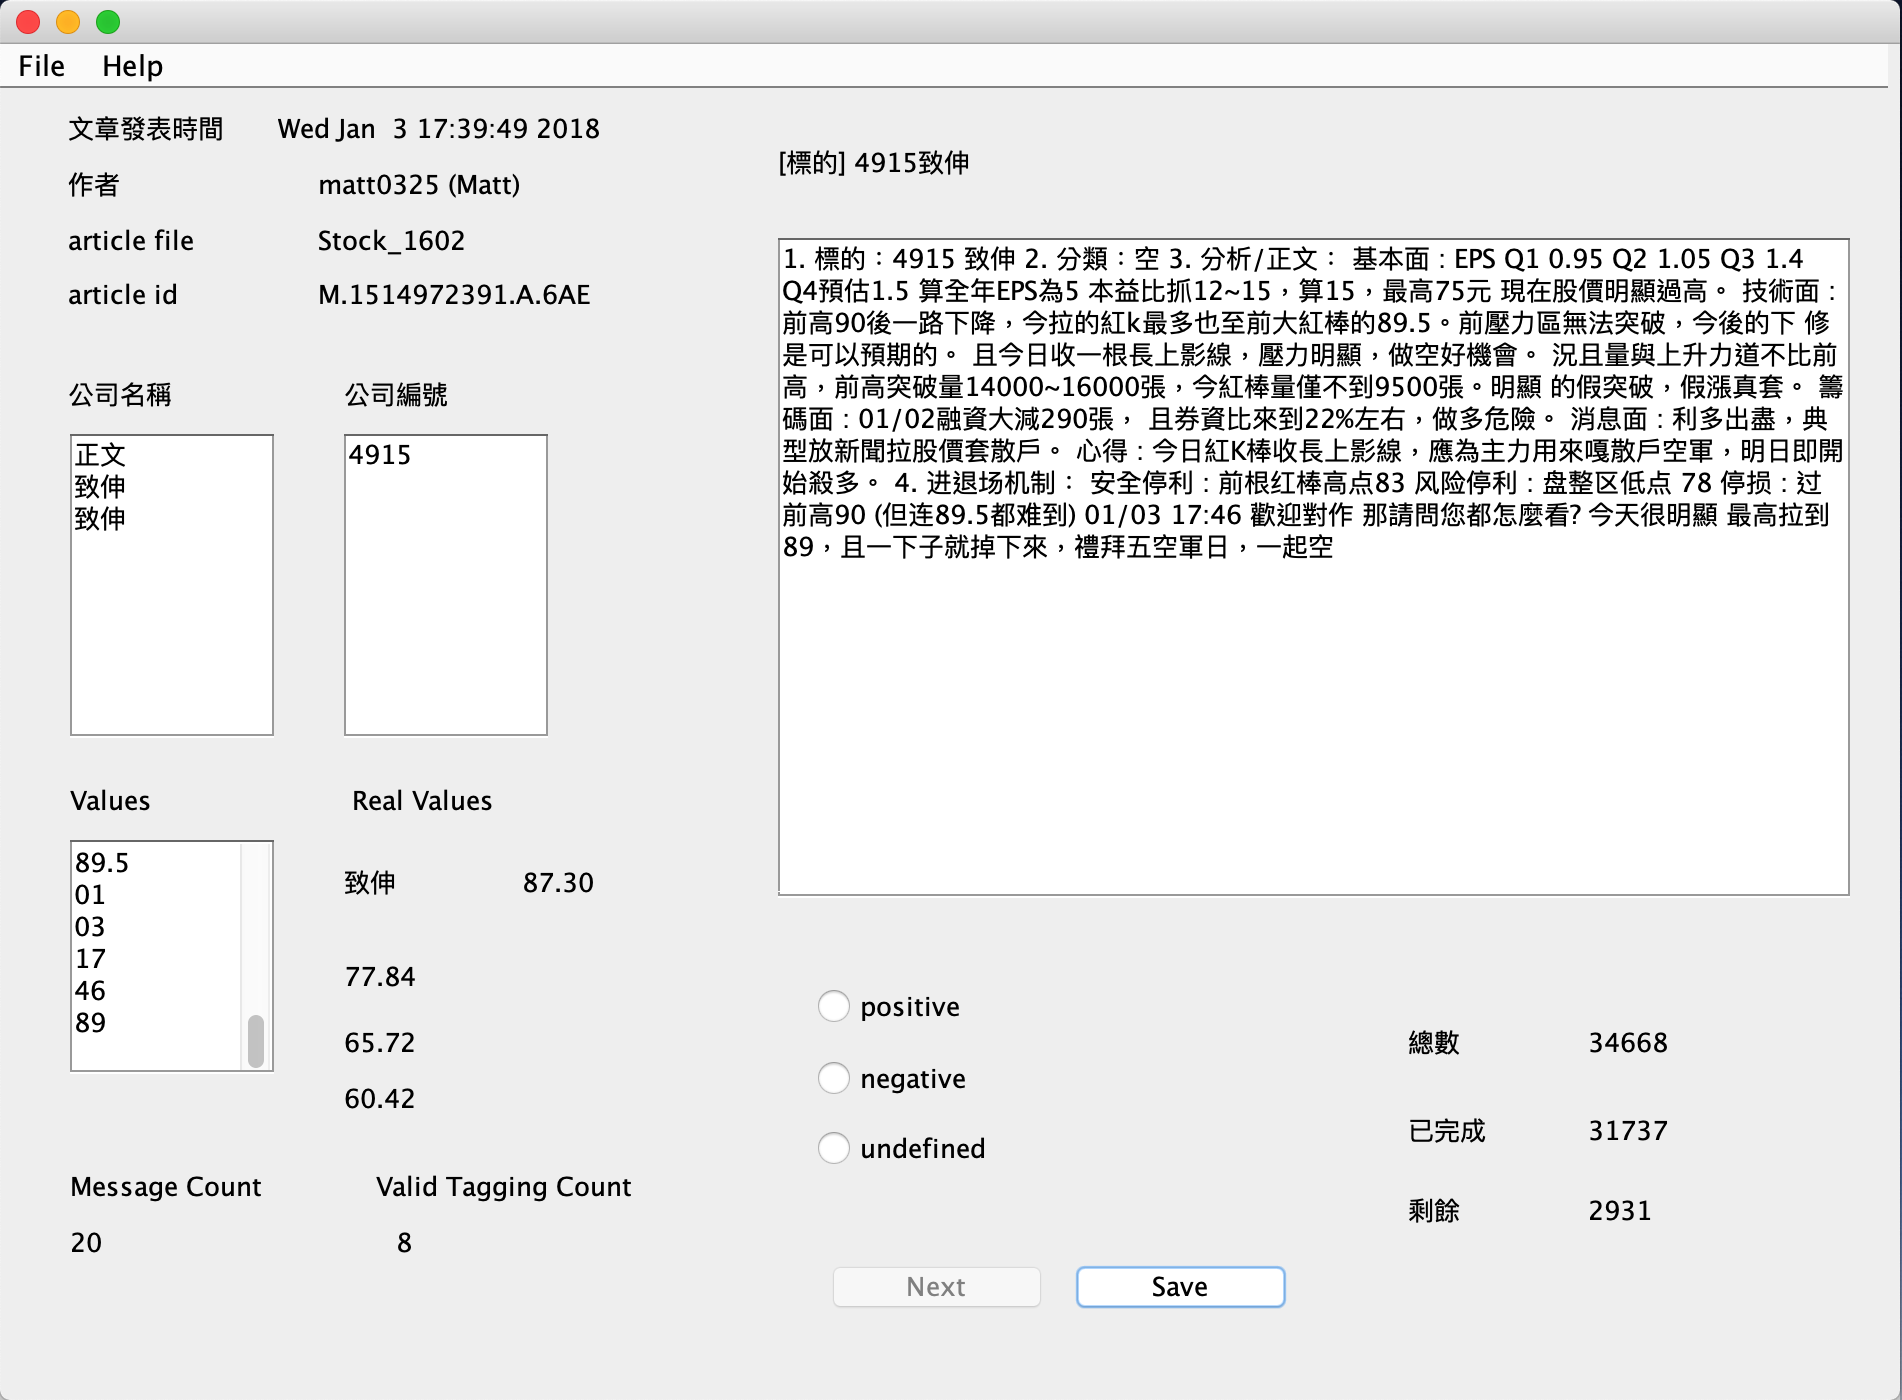 File Help
文章發表時間 Wed Jan  3 17:39:49 2018
作者 matt0325 (Matt)
article file Stock_1602
article id M.1514972391.A.6AE
公司名稱 公司編號
正文
致伸
致伸
4915
Values Real Values
89.5
01
03
17
46
89
致伸 87.30
77.84
65.72
60.42
Message Count Valid Tagging Count
20 8
[標的] 4915致伸
1. 標的：4915 致伸 2. 分類：空 3. 分析/正文： 基本面 : EPS Q1 0.95 Q2 1.05 Q3 1.4
Q4預估1.5 算全年EPS為5 本益比抓12~15，算15，最高75元 現在股價明顯過高。 技術面 :
前高90後一路下降，今拉的紅k最多也至前大紅棒的89.5。前壓力區無法突破，今後的下 修
是可以預期的。 且今日收一根長上影線，壓力明顯，做空好機會。 況且量與上升力道不比前
高，前高突破量14000~16000張，今紅棒量僅不到9500張。明顯 的假突破，假漲真套。 籌
碼面 : 01/02融資大減290張， 且券資比來到22%左右，做多危險。 消息面 : 利多出盡，典
型放新聞拉股價套散戶。 心得 : 今日紅K棒收長上影線，應為主力用來嘎散戶空軍，明日即開
始殺多。 4. 进退场机制： 安全停利 : 前根红棒高点83 风险停利 : 盘整区低点 78 停损 : 过
前高90 (但连89.5都难到) 01/03 17:46 歡迎對作 那請問您都怎麼看? 今天很明顯 最高拉到
89，且一下子就掉下來，禮拜五空軍日，一起空
positive
negative
undefined
總數 34668
已完成 31737
剩餘 2931
Next Save